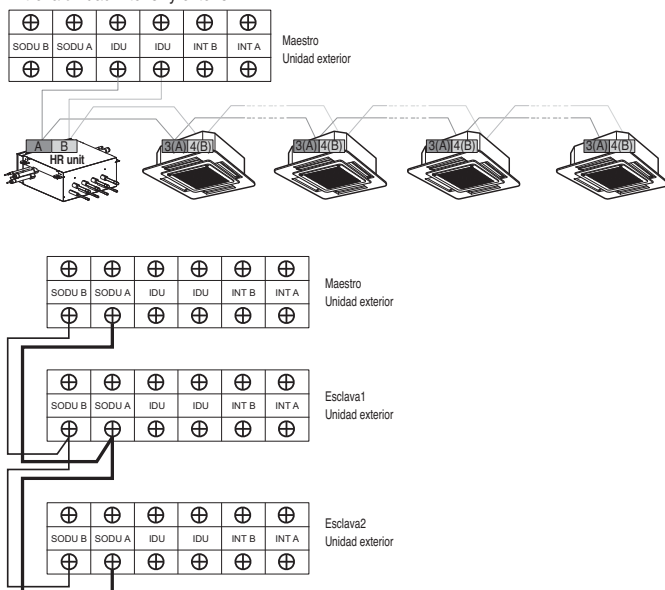 SODU B SODU A IDU IDU INT B INT A
Maestro
Unidad exterior
A B
HR unit
3(A) 4(B) 3(A) 4(B) 3(A) 4(B) 3(A) 4(B)
SODU B SODU A IDU IDU INT B INT A
Maestro
Unidad exterior
SODU B SODU A IDU IDU INT B INT A
Esclava1
Unidad exterior
SODU B SODU A IDU IDU INT B INT A
Esclava2
Unidad exterior